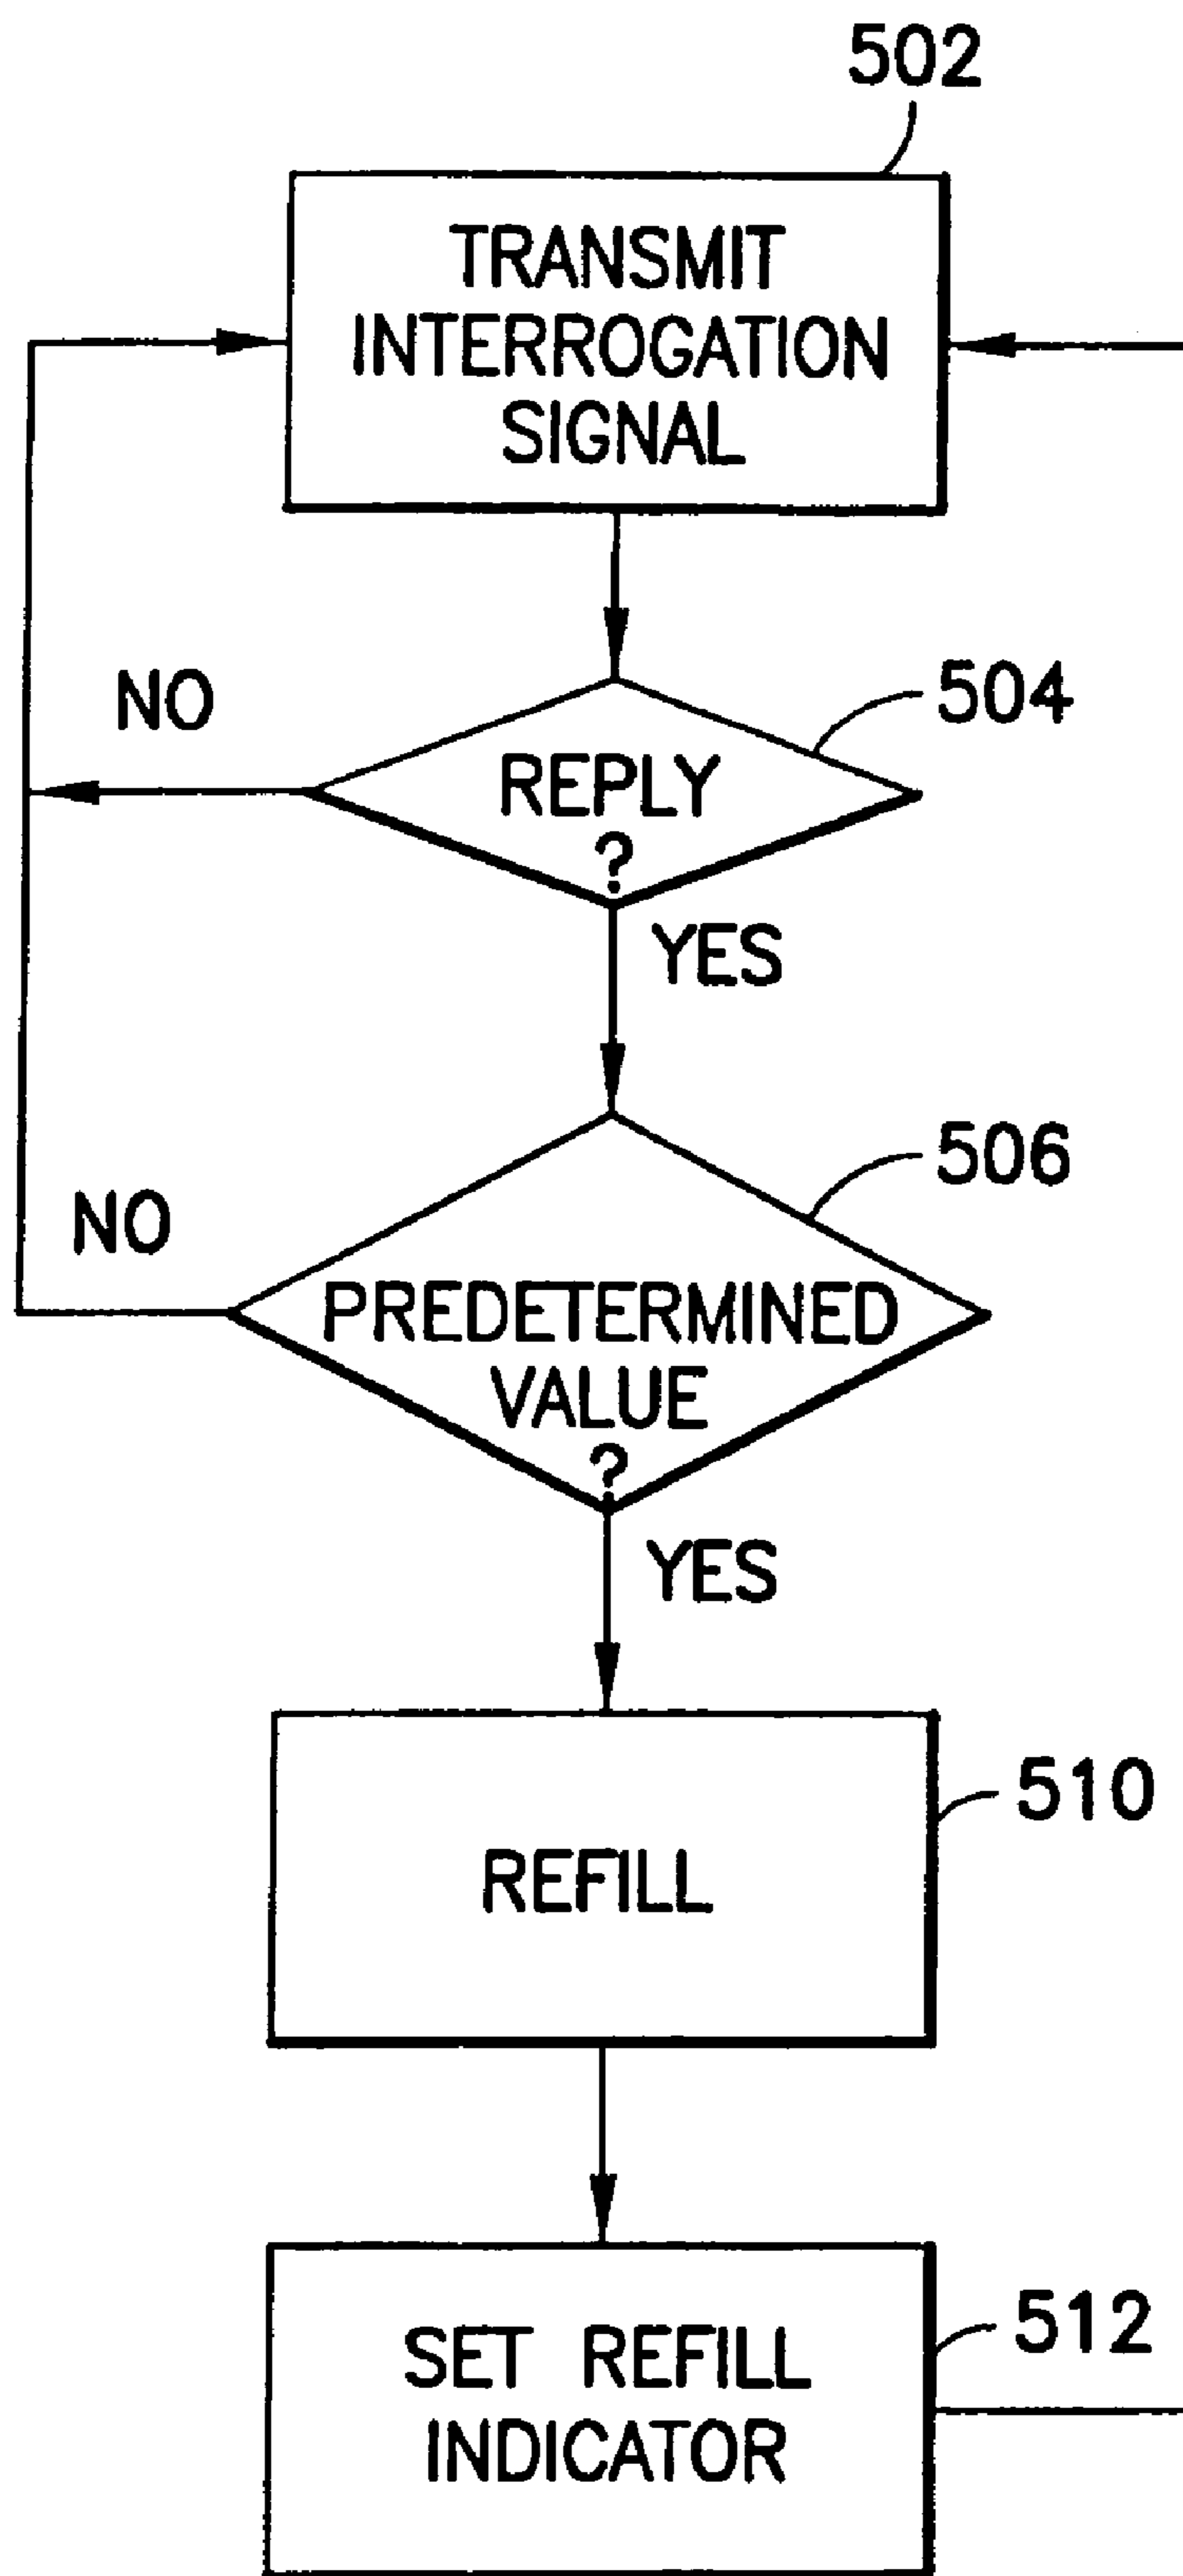 502
TRANSMIT
INTERROGATION
SIGNAL
NO
504
REPLY
?
YES
506
NO
PREDETERMINED
VALUE
?
YES
510
REFILL
512
SET REFILL
INDICATOR